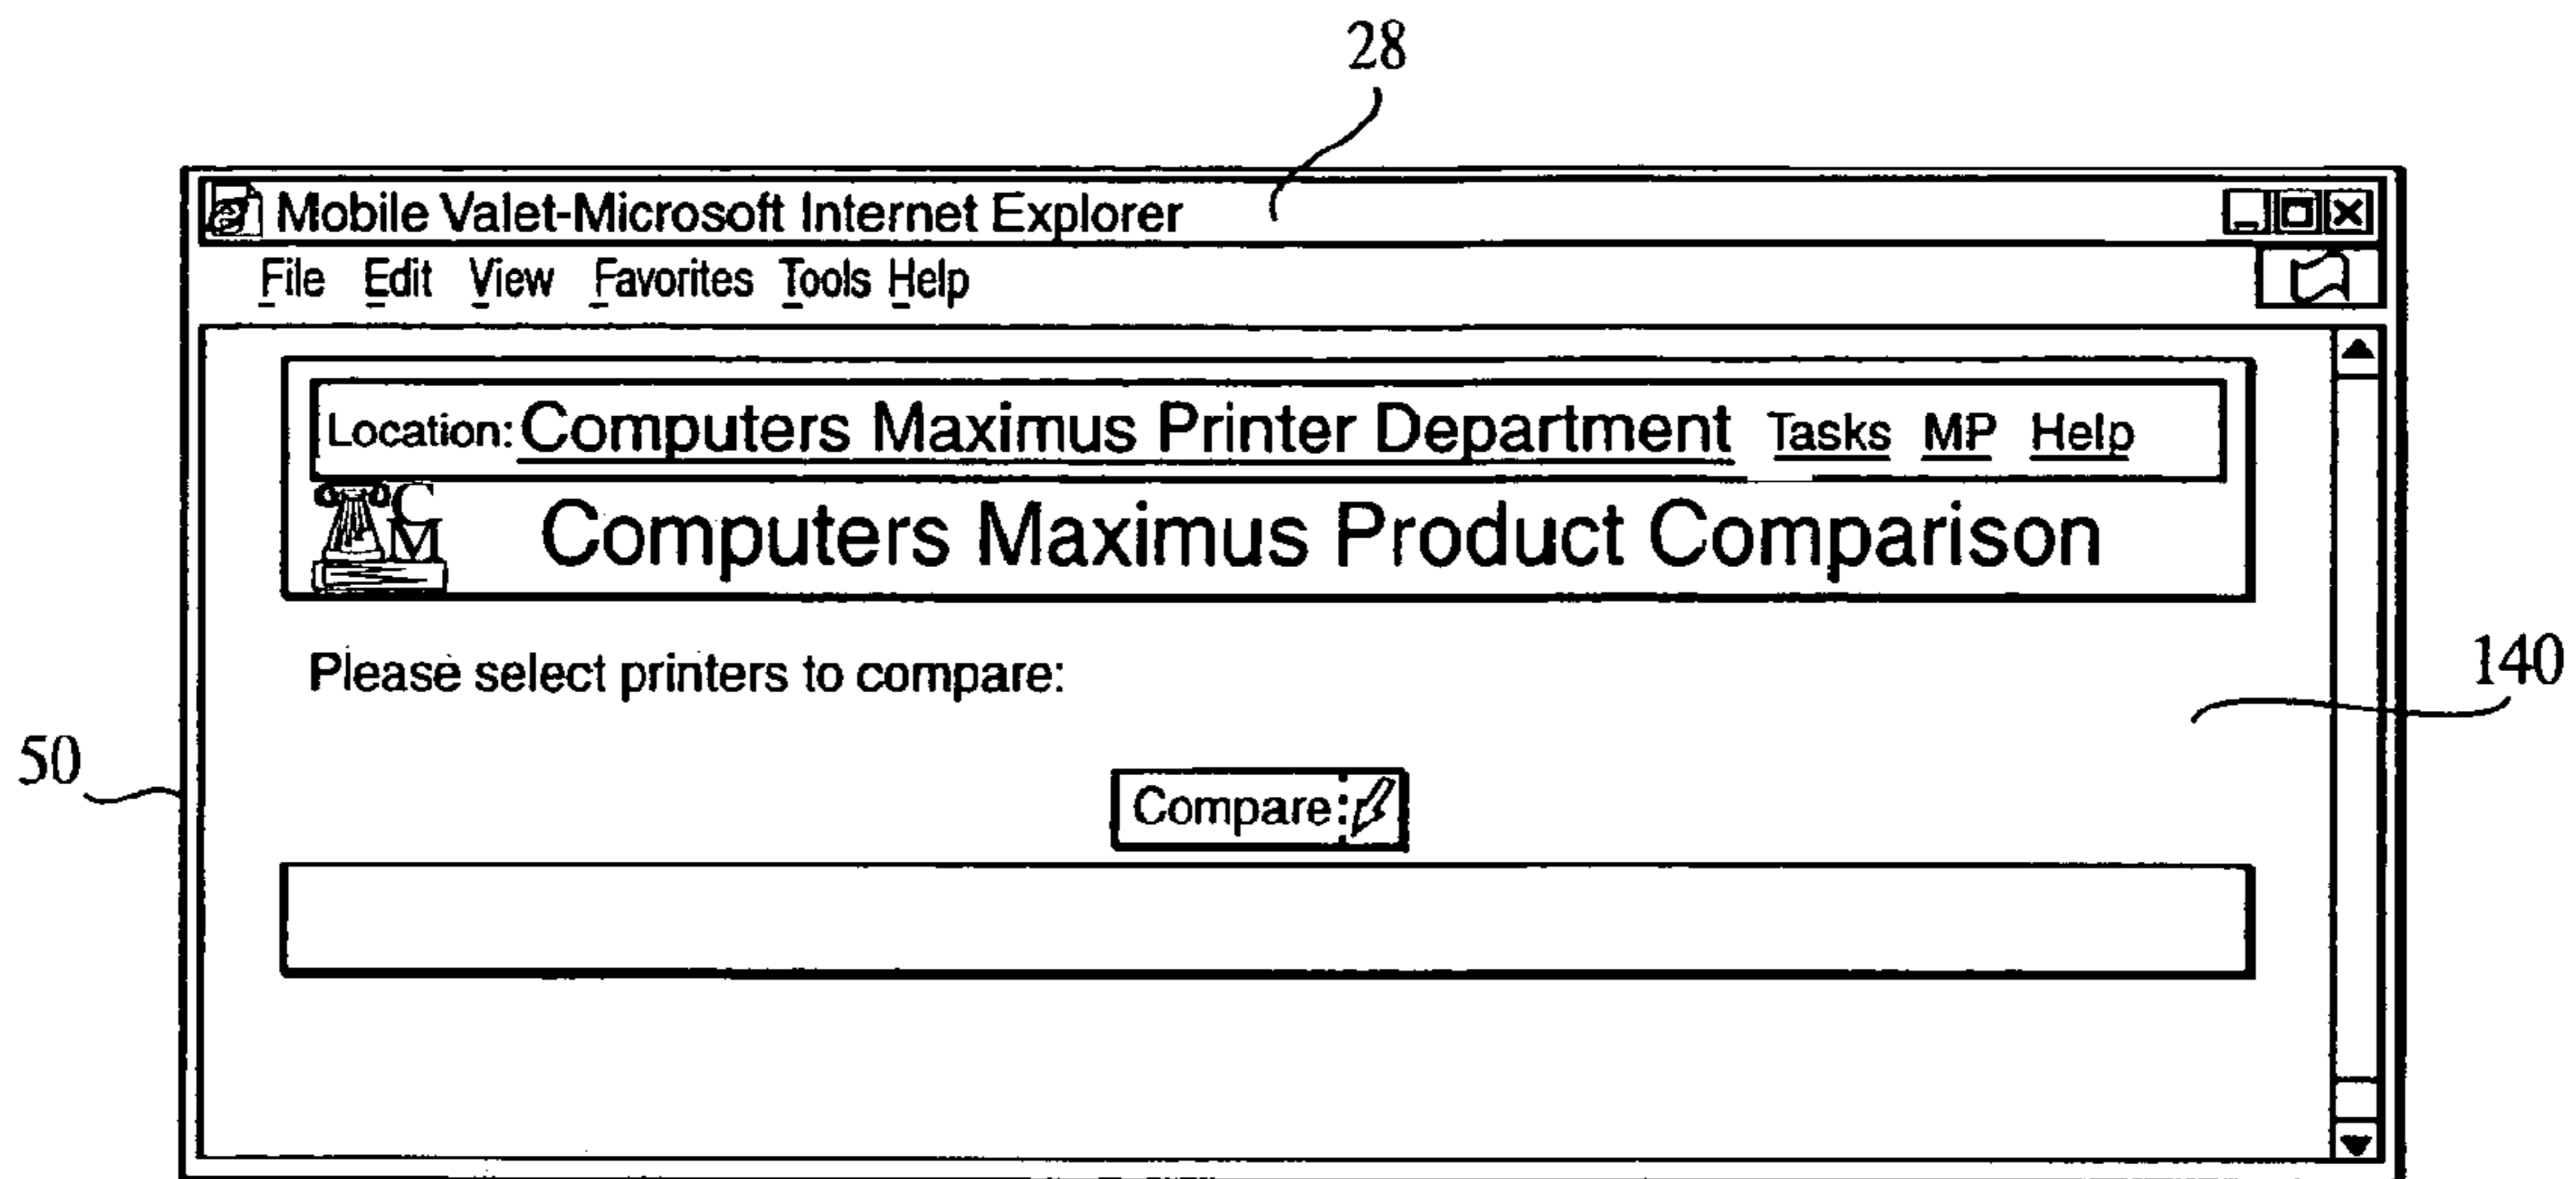 28
Mobile Valet-Microsoft Internet Explorer
File Edit View Favorites Tools Help
Location: Computers Maximus Printer Department Tasks MP Help
CM
Computers Maximus Product Comparison
Please select printers to compare:
140
50
Compare